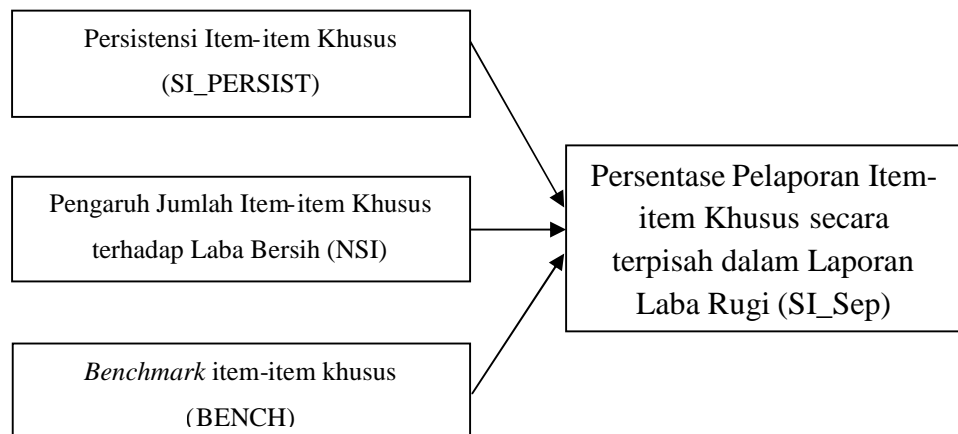 Persistensi Item-item Khusus
(SI_PERSIST)
Pengaruh Jumlah Item-item Khusus
terhadap Laba Bersih (NSI)
Benchmark item-item khusus
(BENCH)
Persentase Pelaporan Item-
item Khusus secara
terpisah dalam Laporan
Laba Rugi (SI_Sep)